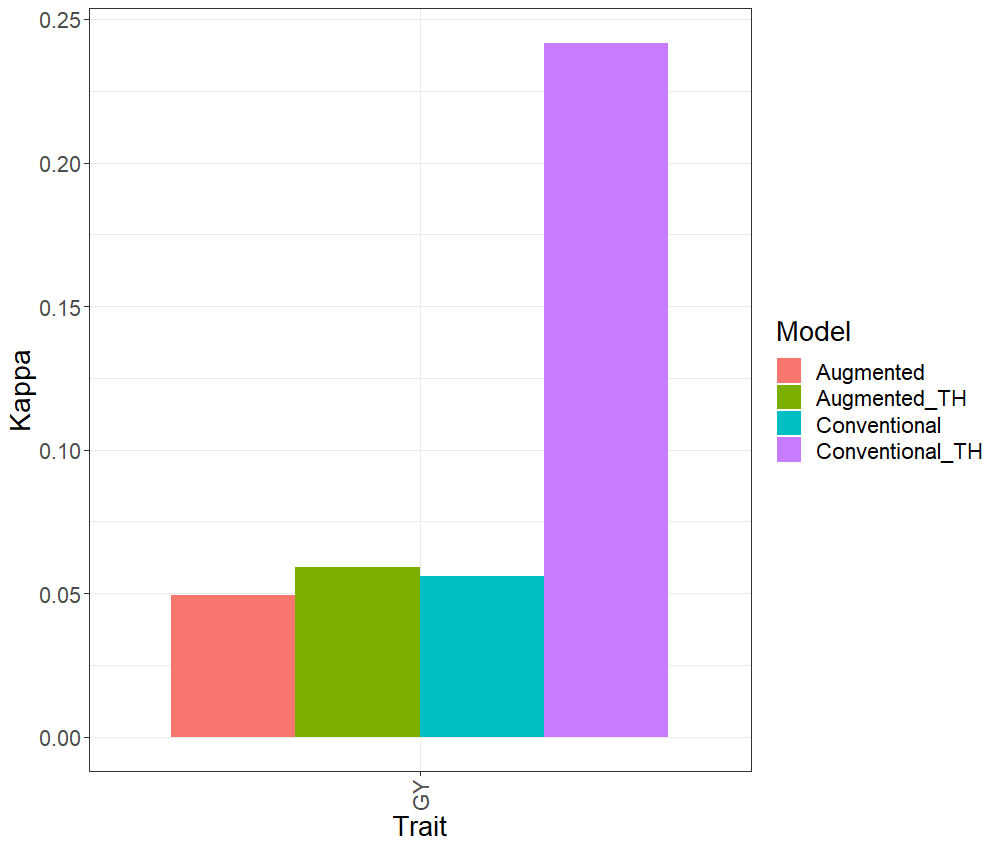 0.25
0.20
0.15
0.10
0.05
0.00
Kappa
GY
Trait
Model
Augmented
Augmented_TH
Conventional
Conventional_TH